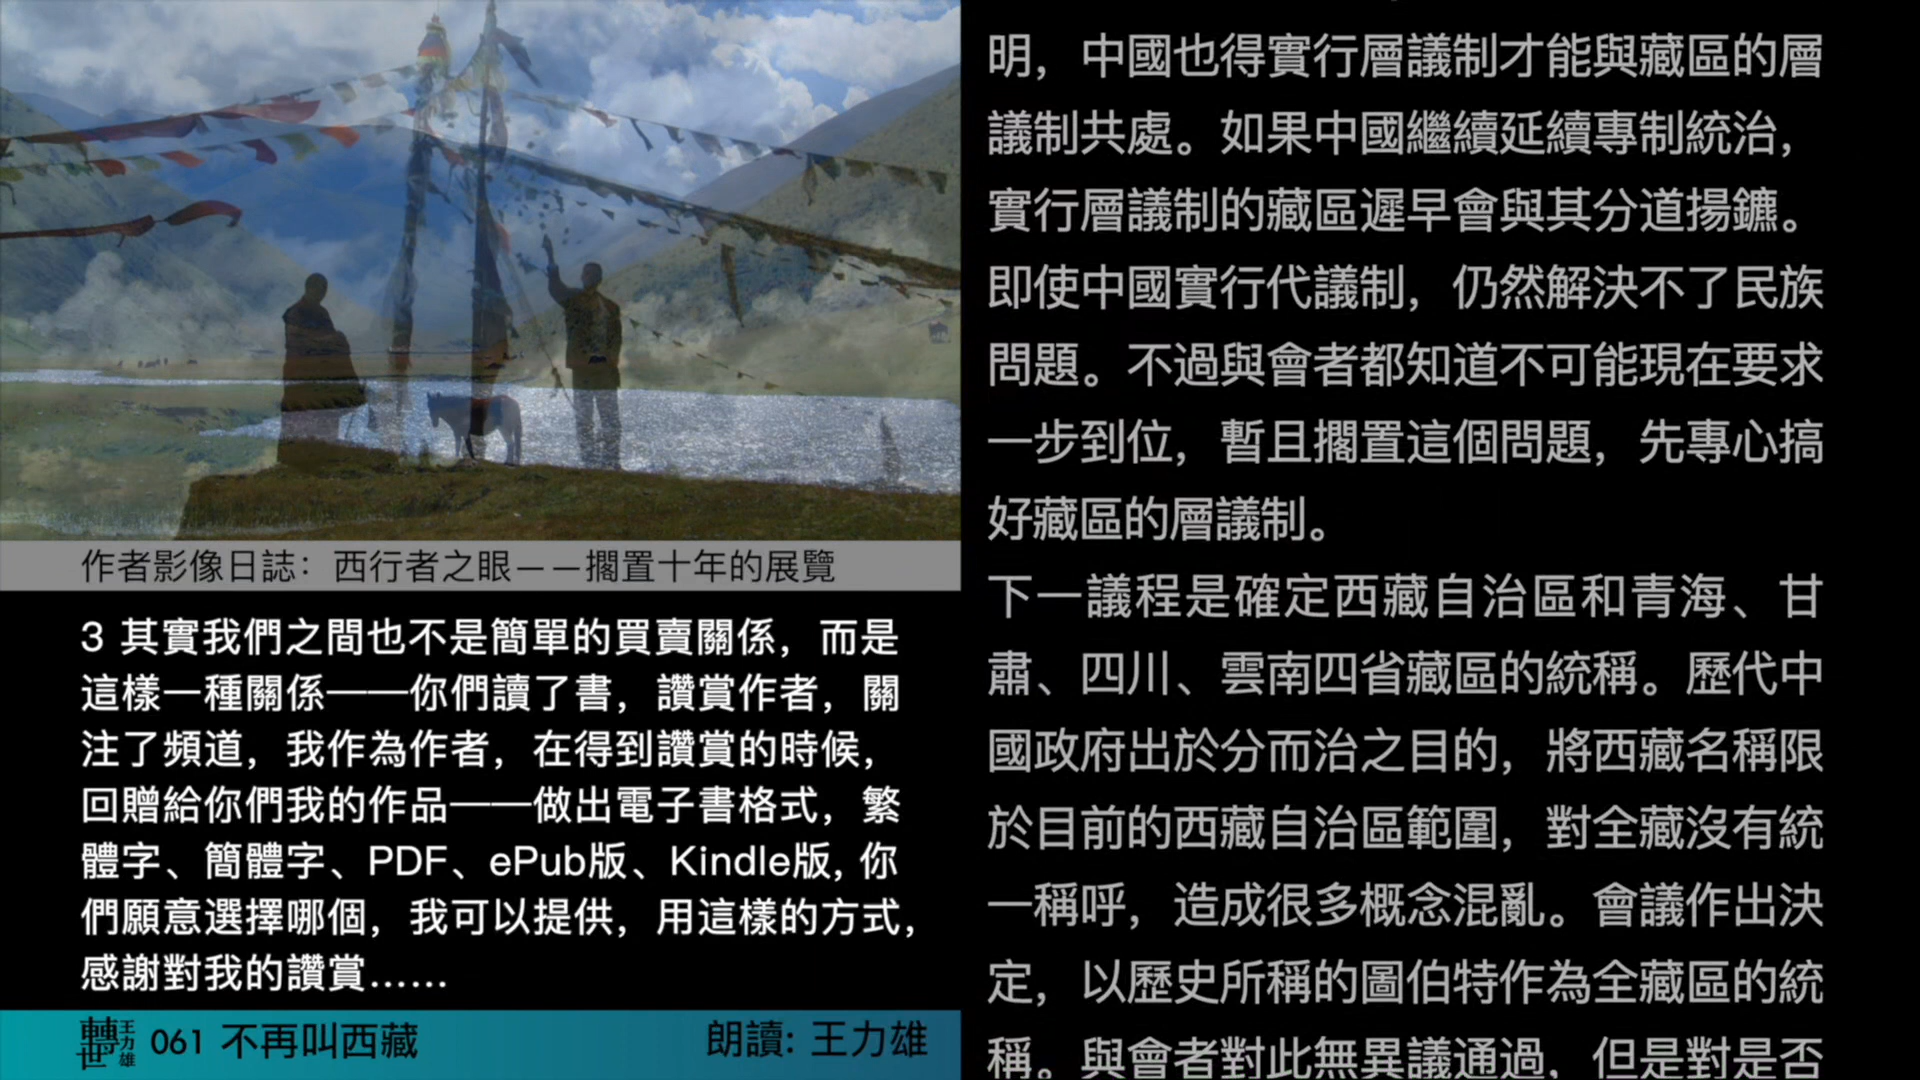 作者影像日誌：西行者之眼——擱置十年的展覽
3 其實我們之間也不是簡單的買賣關係，而是
這樣一種關係——你們讀了書，讚賞作者，關
注了頻道，我作為作者，在得到讚賞的時候，
回贈給你們我的作品——做出電子書格式，繁
體字、簡體字、PDF、ePub版、Kindle版, 你
們願意選擇哪個，我可以提供，用這樣的方式，
感謝對我的讚賞……
轉世 王力雄 061 不再叫西藏 朗讀: 王力雄
明，中國也得實行層議制才能與藏區的層
議制共處。如果中國繼續延續專制統治，
實行層議制的藏區遲早會與其分道揚鑣。
即使中國實行代議制，仍然解決不了民族
問題。不過與會者都知道不可能現在要求
一步到位，暫且擱置這個問題，先專心搞
好藏區的層議制。
下一議程是確定西藏自治區和青海、甘
肅、四川、雲南四省藏區的統稱。歷代中
國政府出於分而治之目的，將西藏名稱限
於目前的西藏自治區範圍，對全藏沒有統
一稱呼，造成很多概念混亂。會議作出決
定，以歷史所稱的圖伯特作為全藏區的統
稱。與會者對此無異議通過，但是對是否